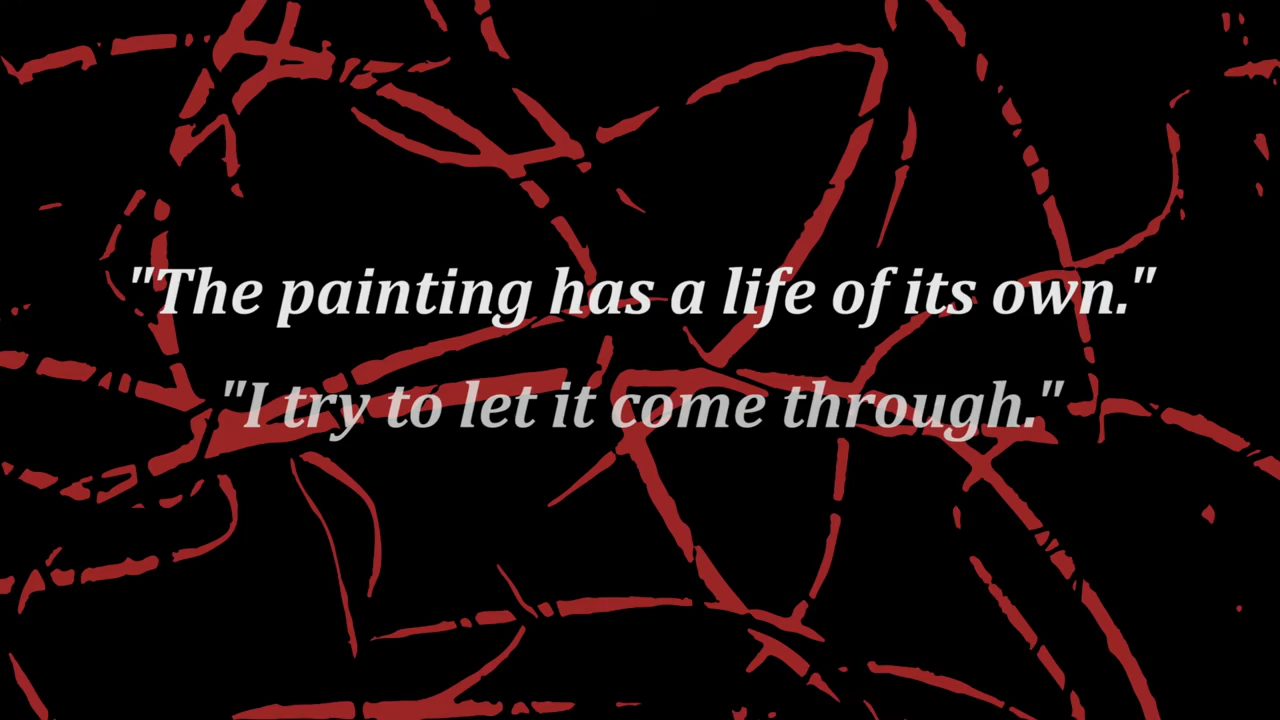 "The painting has a life of its own."
"I try to let it come through."